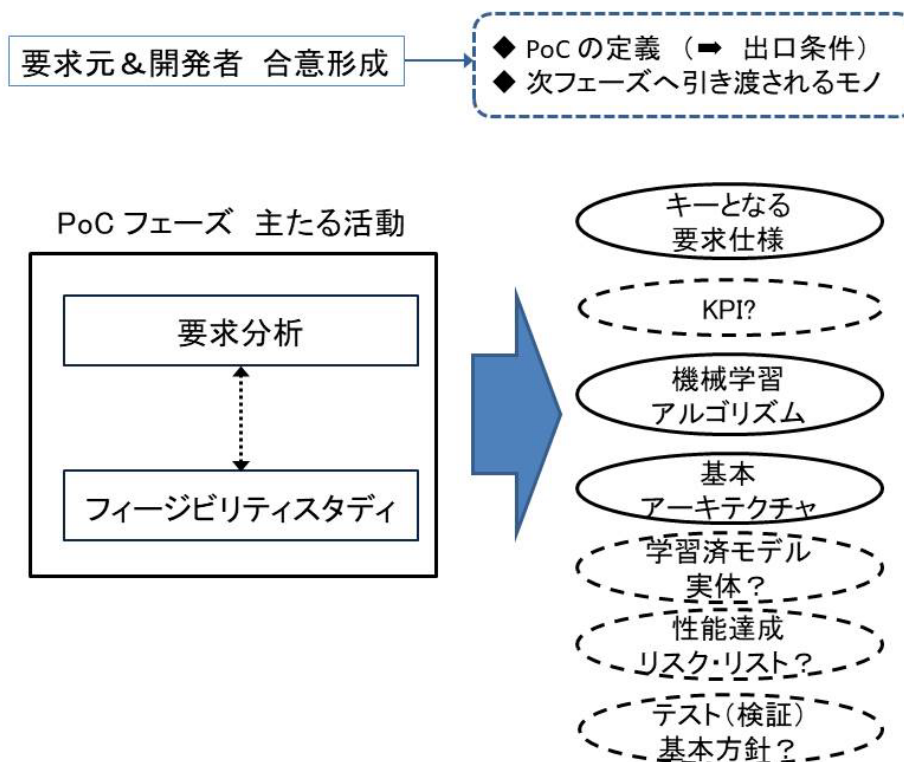 要求元＆開発者 合意形成
◆ PoC の定義 （➡ 出口条件）
◆ 次フェーズへ引き渡されるモノ
PoC フェーズ 主たる活動
要求分析
フィージビリティスタディ
キーとなる
要求仕様
KPI?
機械学習
アルゴリズム
基本
アーキテクチャ
学習済モデル
実体？
性能達成
リスク・リスト？
テスト（検証）
基本方針？